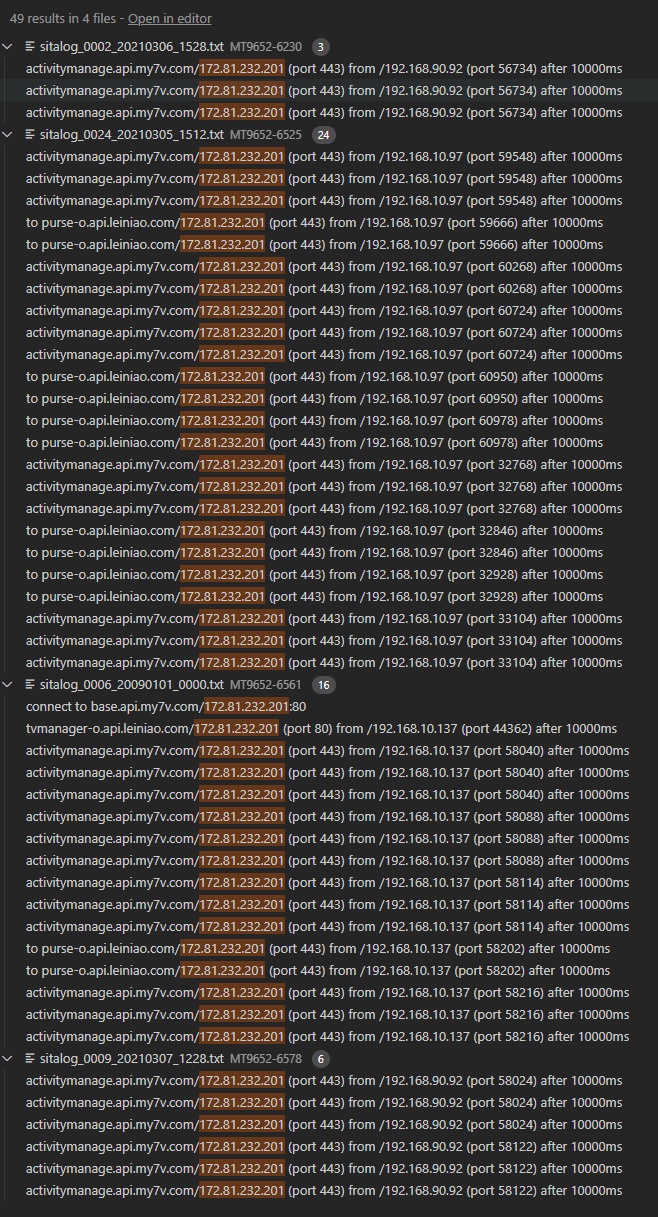 49 results in 4 files - Open in editor
sitalog_0002_20210306_1528.txt MT9652-6230 3
activitymanage.api.my7v.com/172.81.232.201 (port 443) from /192.168.90.92 (port 56734) after 10000ms
activitymanage.api.my7v.com/172.81.232.201 (port 443) from /192.168.90.92 (port 56734) after 10000ms
activitymanage.api.my7v.com/172.81.232.201 (port 443) from /192.168.90.92 (port 56734) after 10000ms
sitalog_0024_20210305_1512.txt MT9652-6525 24
activitymanage.api.my7v.com/172.81.232.201 (port 443) from /192.168.10.97 (port 59548) after 10000ms
activitymanage.api.my7v.com/172.81.232.201 (port 443) from /192.168.10.97 (port 59548) after 10000ms
activitymanage.api.my7v.com/172.81.232.201 (port 443) from /192.168.10.97 (port 59548) after 10000ms
to purse-o.api.leiniao.com/172.81.232.201 (port 443) from /192.168.10.97 (port 59666) after 10000ms
to purse-o.api.leiniao.com/172.81.232.201 (port 443) from /192.168.10.97 (port 59666) after 10000ms
activitymanage.api.my7v.com/172.81.232.201 (port 443) from /192.168.10.97 (port 60268) after 10000ms
activitymanage.api.my7v.com/172.81.232.201 (port 443) from /192.168.10.97 (port 60268) after 10000ms
activitymanage.api.my7v.com/172.81.232.201 (port 443) from /192.168.10.97 (port 60724) after 10000ms
activitymanage.api.my7v.com/172.81.232.201 (port 443) from /192.168.10.97 (port 60724) after 10000ms
activitymanage.api.my7v.com/172.81.232.201 (port 443) from /192.168.10.97 (port 60724) after 10000ms
to purse-o.api.leiniao.com/172.81.232.201 (port 443) from /192.168.10.97 (port 60950) after 10000ms
to purse-o.api.leiniao.com/172.81.232.201 (port 443) from /192.168.10.97 (port 60950) after 10000ms
to purse-o.api.leiniao.com/172.81.232.201 (port 443) from /192.168.10.97 (port 60978) after 10000ms
to purse-o.api.leiniao.com/172.81.232.201 (port 443) from /192.168.10.97 (port 60978) after 10000ms
activitymanage.api.my7v.com/172.81.232.201 (port 443) from /192.168.10.97 (port 32768) after 10000ms
activitymanage.api.my7v.com/172.81.232.201 (port 443) from /192.168.10.97 (port 32768) after 10000ms
activitymanage.api.my7v.com/172.81.232.201 (port 443) from /192.168.10.97 (port 32768) after 10000ms
to purse-o.api.leiniao.com/172.81.232.201 (port 443) from /192.168.10.97 (port 32846) after 10000ms
to purse-o.api.leiniao.com/172.81.232.201 (port 443) from /192.168.10.97 (port 32846) after 10000ms
to purse-o.api.leiniao.com/172.81.232.201 (port 443) from /192.168.10.97 (port 32928) after 10000ms
to purse-o.api.leiniao.com/172.81.232.201 (port 443) from /192.168.10.97 (port 32928) after 10000ms
activitymanage.api.my7v.com/172.81.232.201 (port 443) from /192.168.10.97 (port 33104) after 10000ms
activitymanage.api.my7v.com/172.81.232.201 (port 443) from /192.168.10.97 (port 33104) after 10000ms
activitymanage.api.my7v.com/172.81.232.201 (port 443) from /192.168.10.97 (port 33104) after 10000ms
sitalog_0006_20090101_0000.txt MT9652-6561 16
connect to base.api.my7v.com/172.81.232.201:80
tvmanager-o.api.leiniao.com/172.81.232.201 (port 80) from /192.168.10.137 (port 44362) after 10000ms
activitymanage.api.my7v.com/172.81.232.201 (port 443) from /192.168.10.137 (port 58040) after 10000ms
activitymanage.api.my7v.com/172.81.232.201 (port 443) from /192.168.10.137 (port 58040) after 10000ms
activitymanage.api.my7v.com/172.81.232.201 (port 443) from /192.168.10.137 (port 58040) after 10000ms
activitymanage.api.my7v.com/172.81.232.201 (port 443) from /192.168.10.137 (port 58088) after 10000ms
activitymanage.api.my7v.com/172.81.232.201 (port 443) from /192.168.10.137 (port 58088) after 10000ms
activitymanage.api.my7v.com/172.81.232.201 (port 443) from /192.168.10.137 (port 58088) after 10000ms
activitymanage.api.my7v.com/172.81.232.201 (port 443) from /192.168.10.137 (port 58114) after 10000ms
activitymanage.api.my7v.com/172.81.232.201 (port 443) from /192.168.10.137 (port 58114) after 10000ms
activitymanage.api.my7v.com/172.81.232.201 (port 443) from /192.168.10.137 (port 58114) after 10000ms
to purse-o.api.leiniao.com/172.81.232.201 (port 443) from /192.168.10.137 (port 58202) after 10000ms
to purse-o.api.leiniao.com/172.81.232.201 (port 443) from /192.168.10.137 (port 58202) after 10000ms
activitymanage.api.my7v.com/172.81.232.201 (port 443) from /192.168.10.137 (port 58216) after 10000ms
activitymanage.api.my7v.com/172.81.232.201 (port 443) from /192.168.10.137 (port 58216) after 10000ms
activitymanage.api.my7v.com/172.81.232.201 (port 443) from /192.168.10.137 (port 58216) after 10000ms
sitalog_0009_20210307_1228.txt MT9652-6578 6
activitymanage.api.my7v.com/172.81.232.201 (port 443) from /192.168.90.92 (port 58024) after 10000ms
activitymanage.api.my7v.com/172.81.232.201 (port 443) from /192.168.90.92 (port 58024) after 10000ms
activitymanage.api.my7v.com/172.81.232.201 (port 443) from /192.168.90.92 (port 58024) after 10000ms
activitymanage.api.my7v.com/172.81.232.201 (port 443) from /192.168.90.92 (port 58122) after 10000ms
activitymanage.api.my7v.com/172.81.232.201 (port 443) from /192.168.90.92 (port 58122) after 10000ms
activitymanage.api.my7v.com/172.81.232.201 (port 443) from /192.168.90.92 (port 58122) after 10000ms